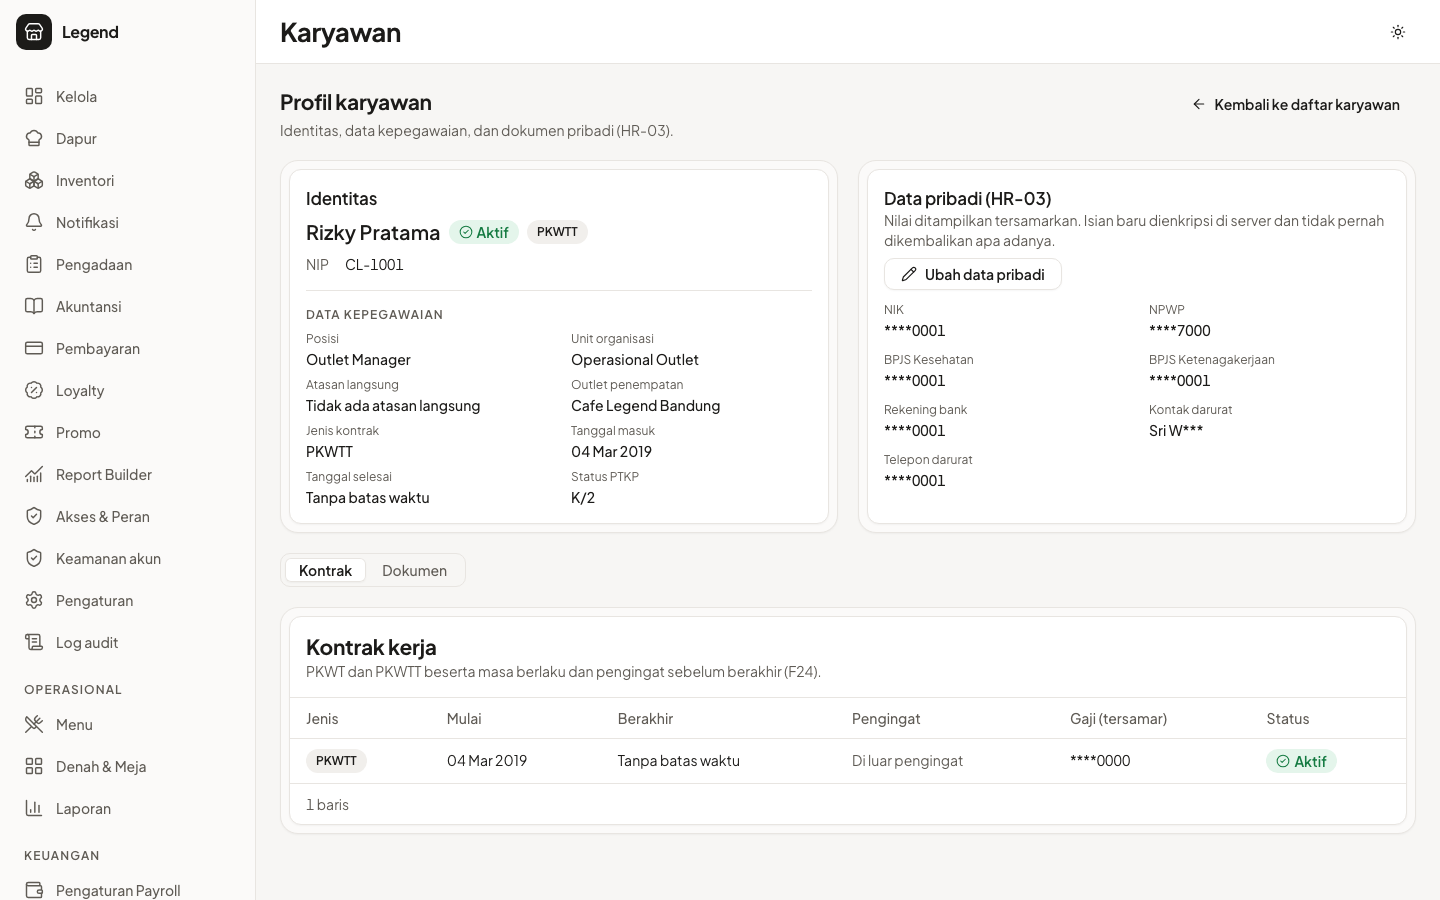 Legend
Kelola
Dapur
Inventori
Notifikasi
Pengadaan
Akuntansi
Pembayaran
Loyalty
Promo
Report Builder
Akses & Peran
Keamanan akun
Pengaturan
Log audit
OPERASIONAL
Menu
Denah & Meja
Laporan
KEUANGAN
Pengaturan Payroll
Karyawan
Profil karyawan
Identitas, data kepegawaian, dan dokumen pribadi (HR-03).
Kembali ke daftar karyawan
Identitas
Rizky Pratama Aktif PKWTT
NIP CL-1001
DATA KEPEGAWAIAN
Posisi Unit organisasi
Outlet Manager Operasional Outlet
Atasan langsung Outlet penempatan
Tidak ada atasan langsung Cafe Legend Bandung
Jenis kontrak Tanggal masuk
PKWTT 04 Mar 2019
Tanggal selesai Status PTKP
Tanpa batas waktu K/2
Data pribadi (HR-03)
Nilai ditampilkan tersamarkan. Isian baru dienkripsi di server dan tidak pernah
dikembalikan apa adanya.
Ubah data pribadi
NIK NPWP
****0001 ****7000
BPJS Kesehatan BPJS Ketenagakerjaan
****0001 ****0001
Rekening bank Kontak darurat
****0001 Sri W***
Telepon darurat
****0001
Kontrak Dokumen
Kontrak kerja
PKWT dan PKWTT beserta masa berlaku dan pengingat sebelum berakhir (F24).
Jenis Mulai Berakhir Pengingat Gaji (tersamar) Status
PKWTT 04 Mar 2019 Tanpa batas waktu Di luar pengingat ****0000 Aktif
1 baris